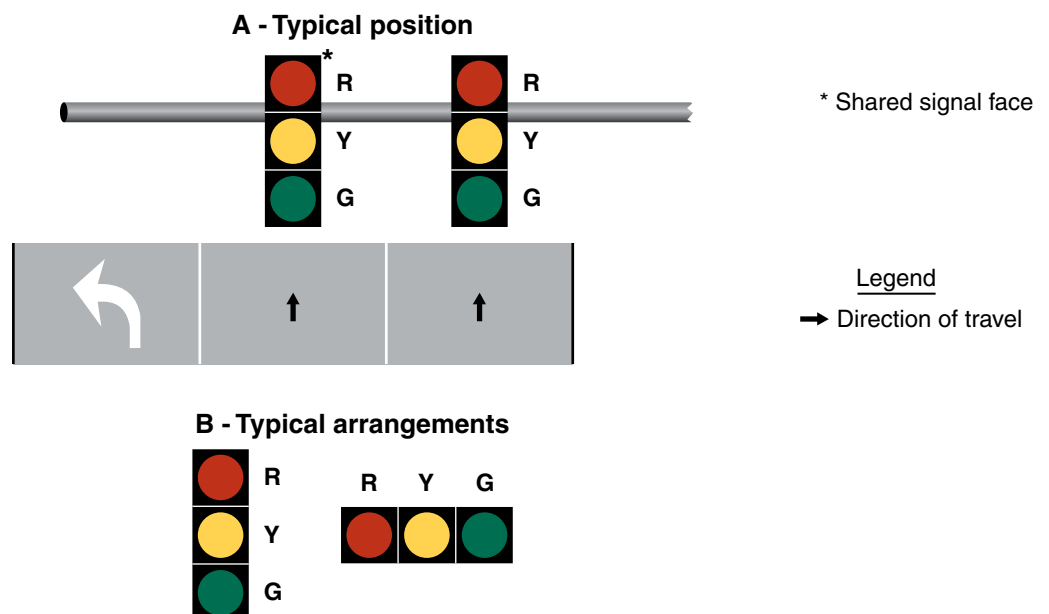 A - Typical position
*
R R
Y Y
G G
* Shared signal face
Legend
Direction of travel
B - Typical arrangements
R
Y
G
R Y G